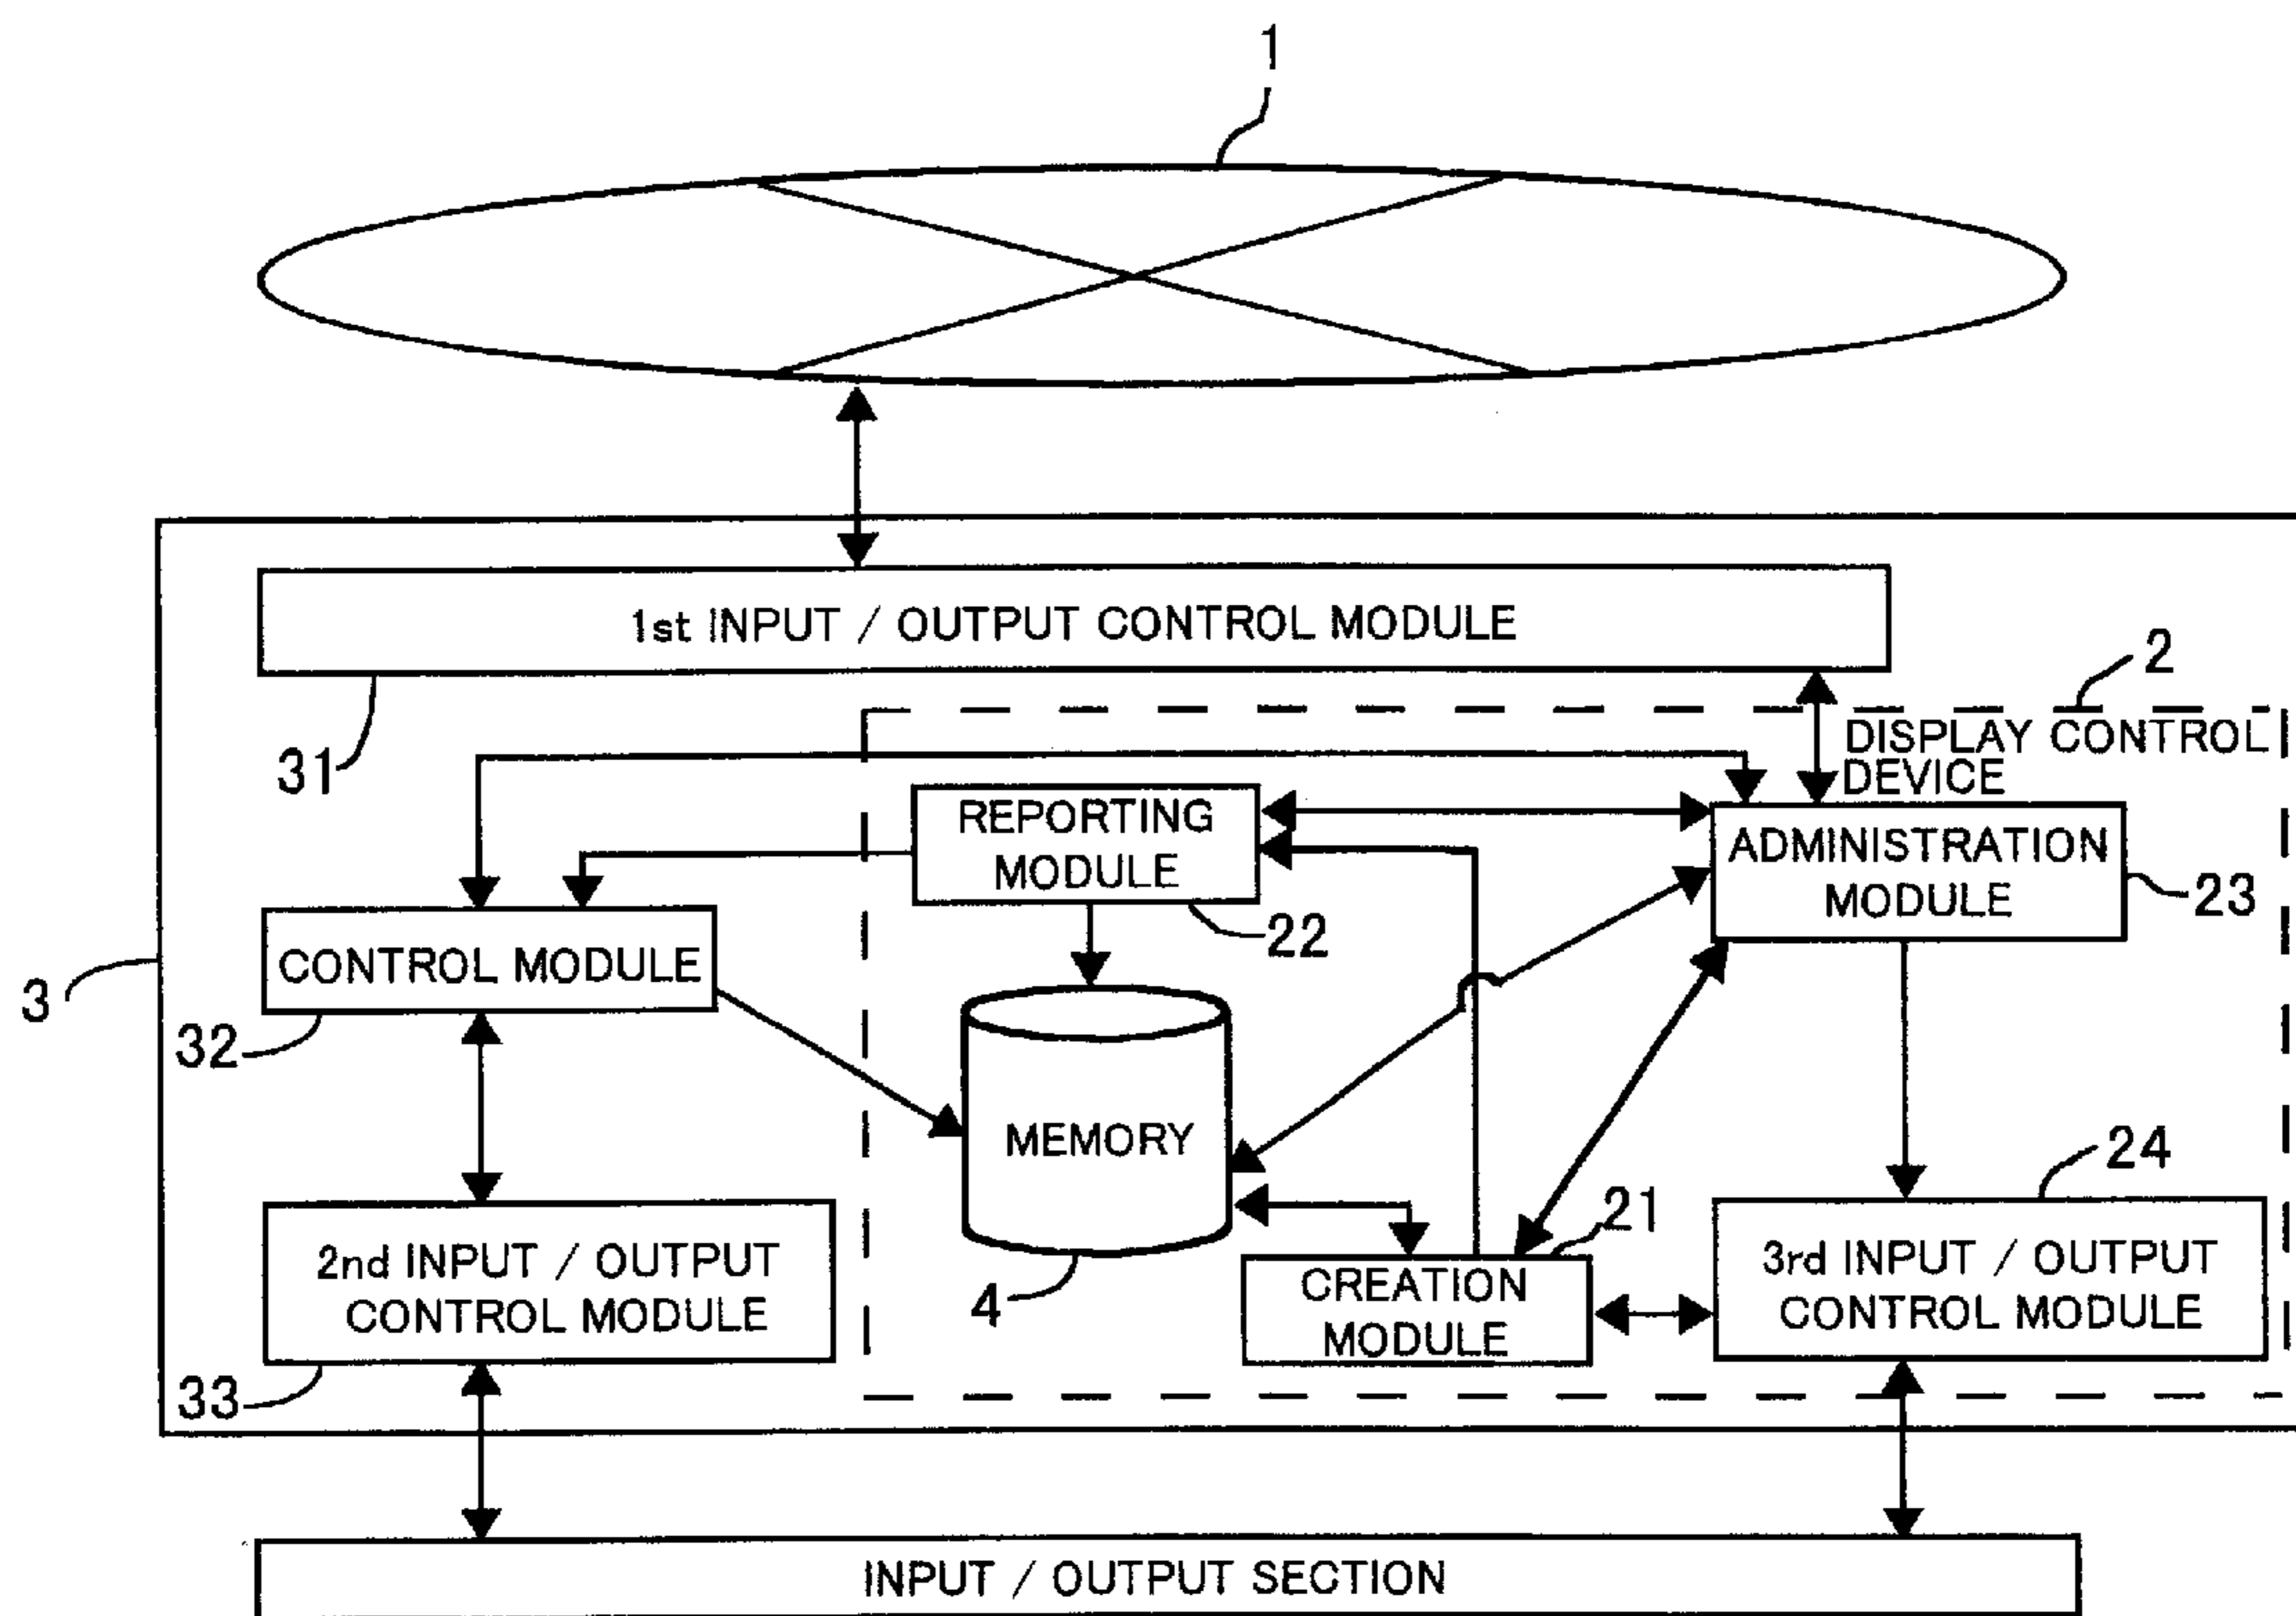 1
1st INPUT / OUTPUT CONTROL MODULE
2
31
DISPLAY CONTROL
DEVICE
REPORTING
MODULE
22
ADMINISTRATION
MODULE
23
3
CONTROL MODULE
32
MEMORY
4
24
21
2nd INPUT / OUTPUT
CONTROL MODULE
33
CREATION
MODULE
3rd INPUT / OUTPUT
CONTROL MODULE
INPUT / OUTPUT SECTION